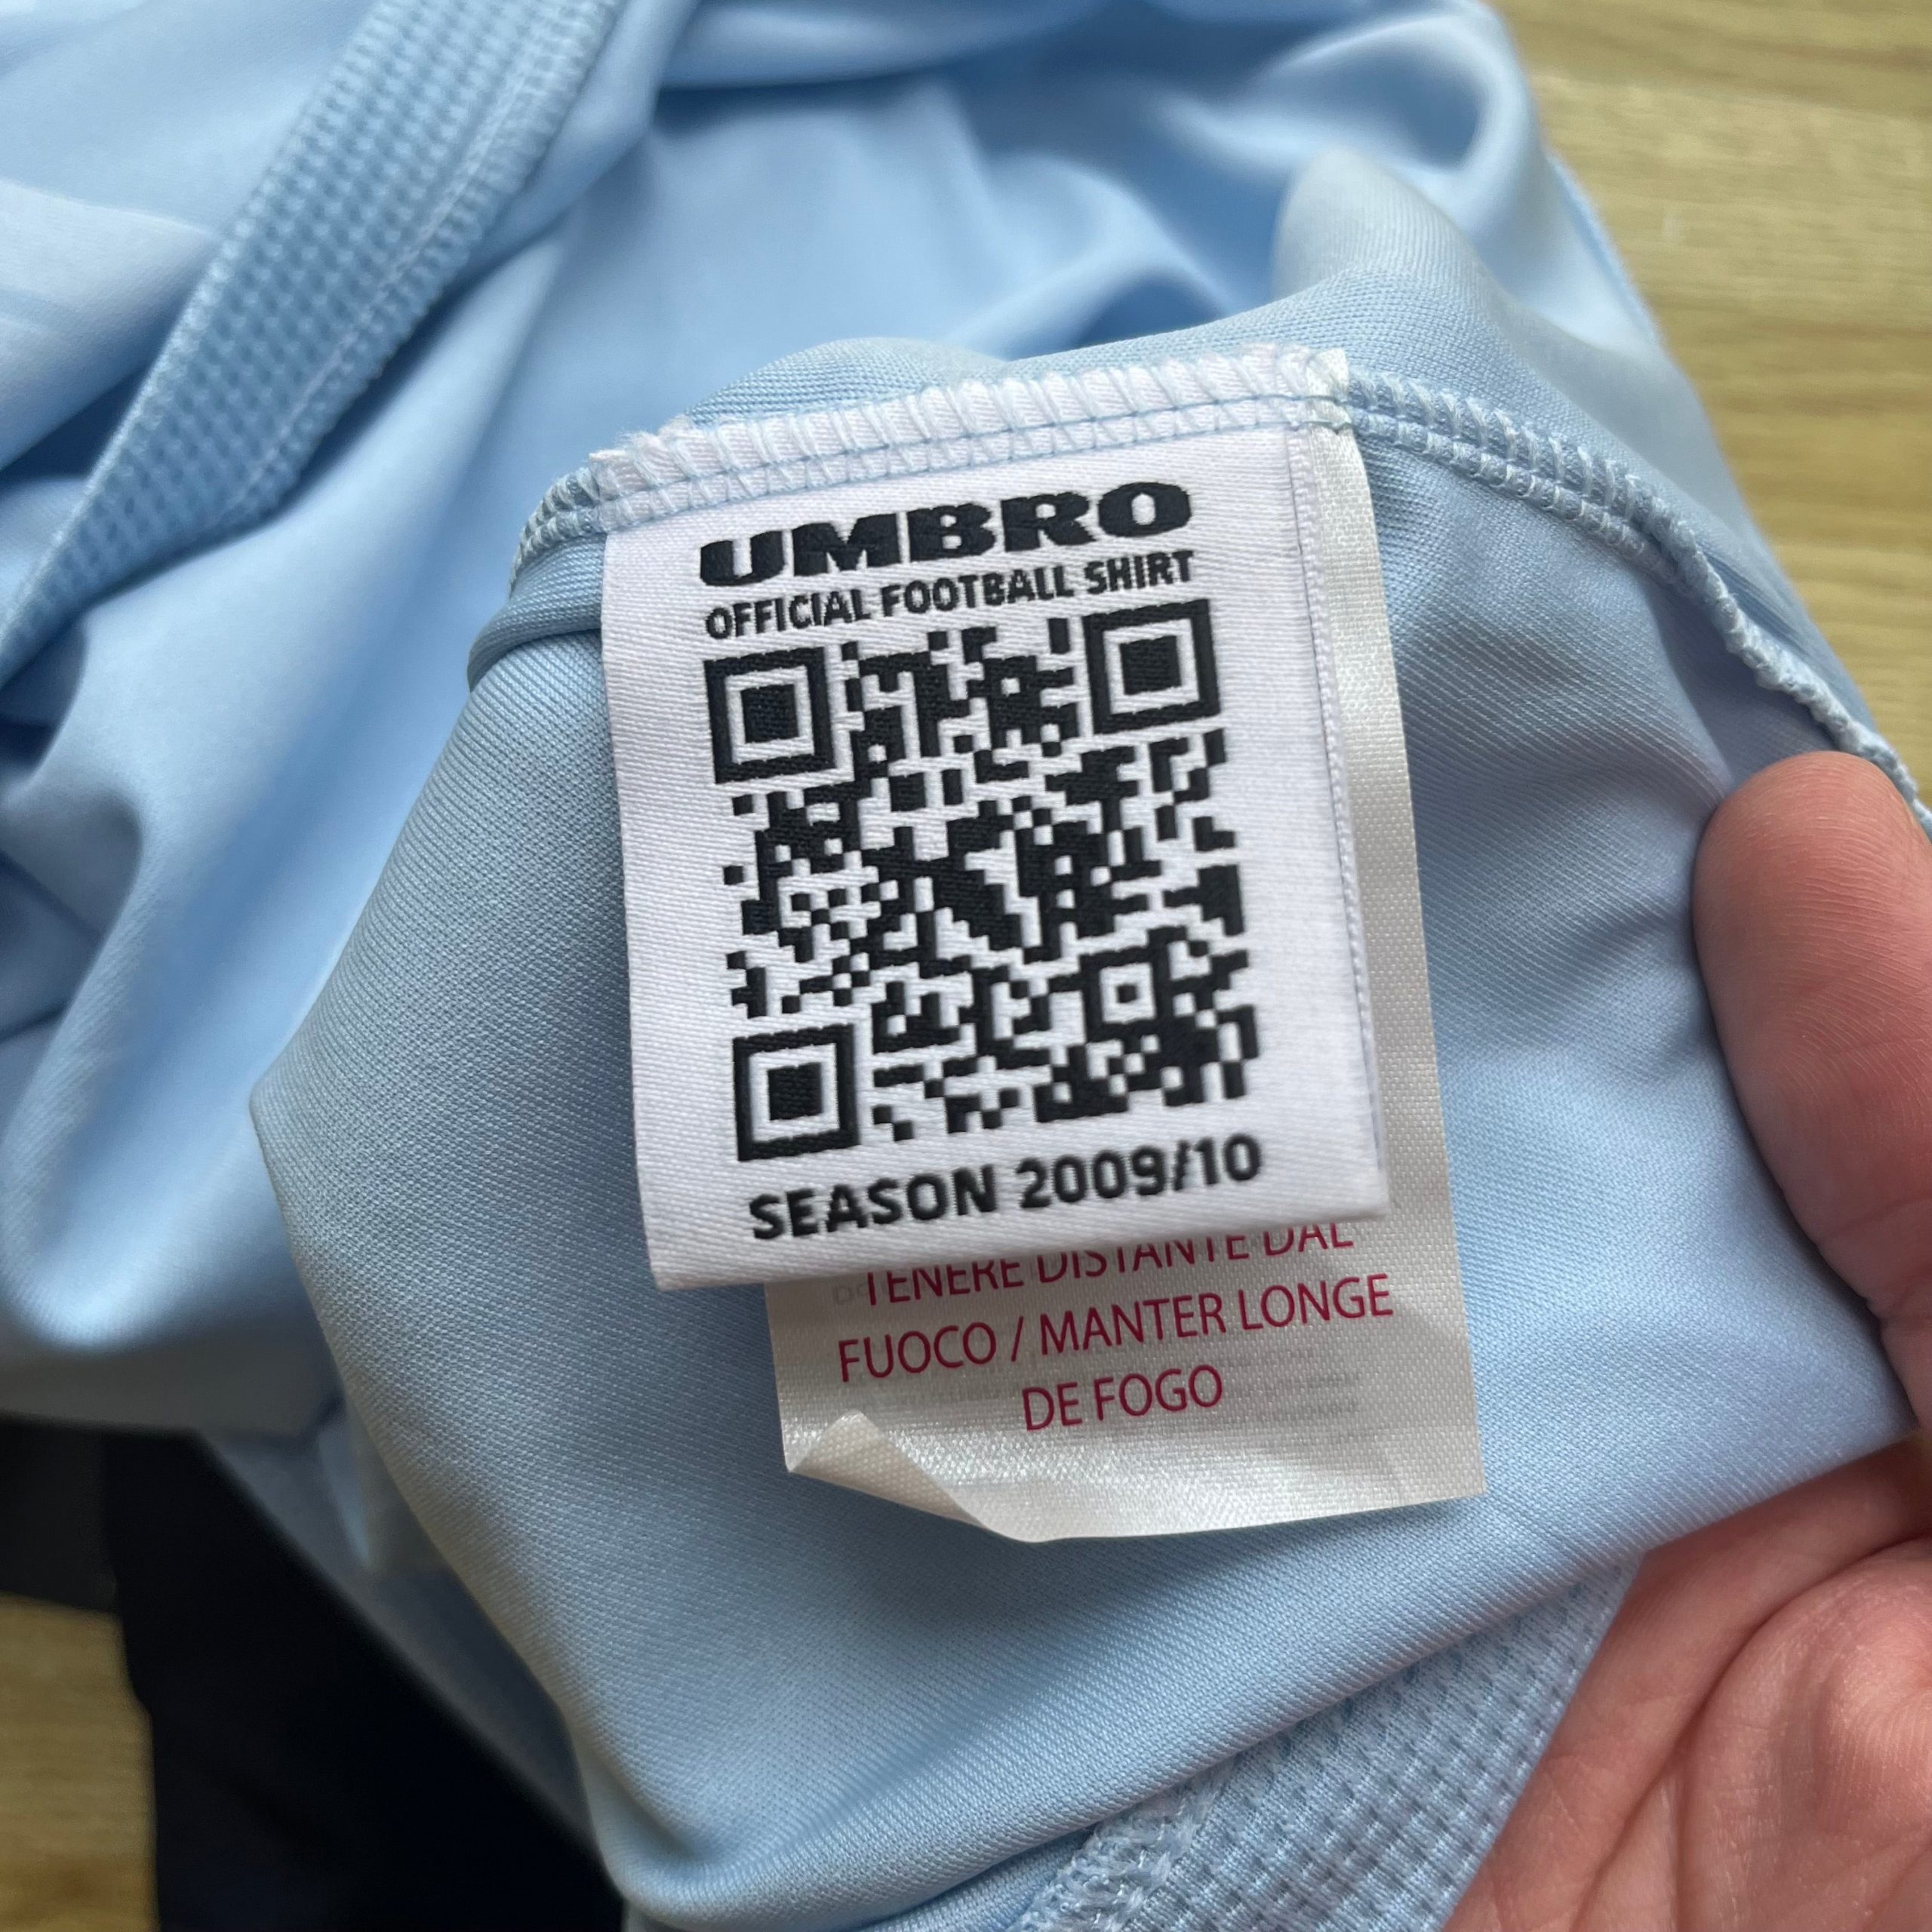 UMBRO
OFFICIAL FOOTBALL SHIRT
SEASON 2009/10
TENERE DISTANTE DAL
FUOCO / MANTER LONGE
DE FOGO